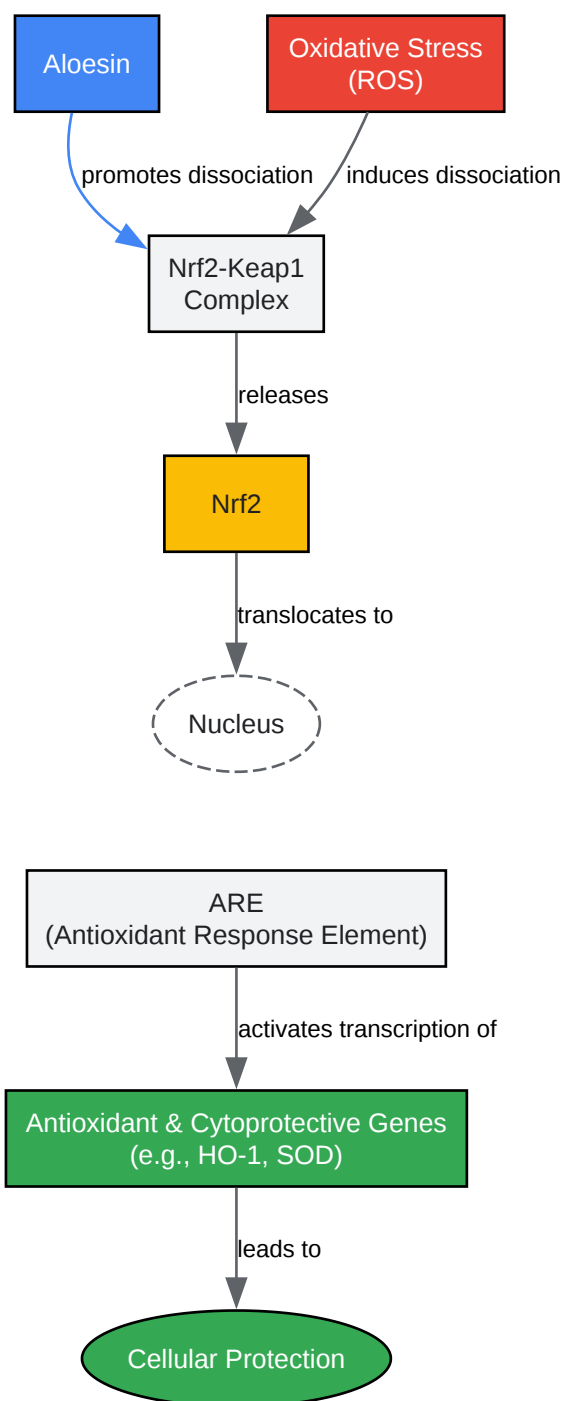 Aloesin
Oxidative Stress
(ROS)
promotes dissociation
induces dissociation
Nrf2-Keap1
Complex
releases
Nrf2
translocates to
Nucleus
ARE
(Antioxidant Response Element)
activates transcription of
Antioxidant & Cytoprotective Genes
(e.g., HO-1, SOD)
leads to
Cellular Protection